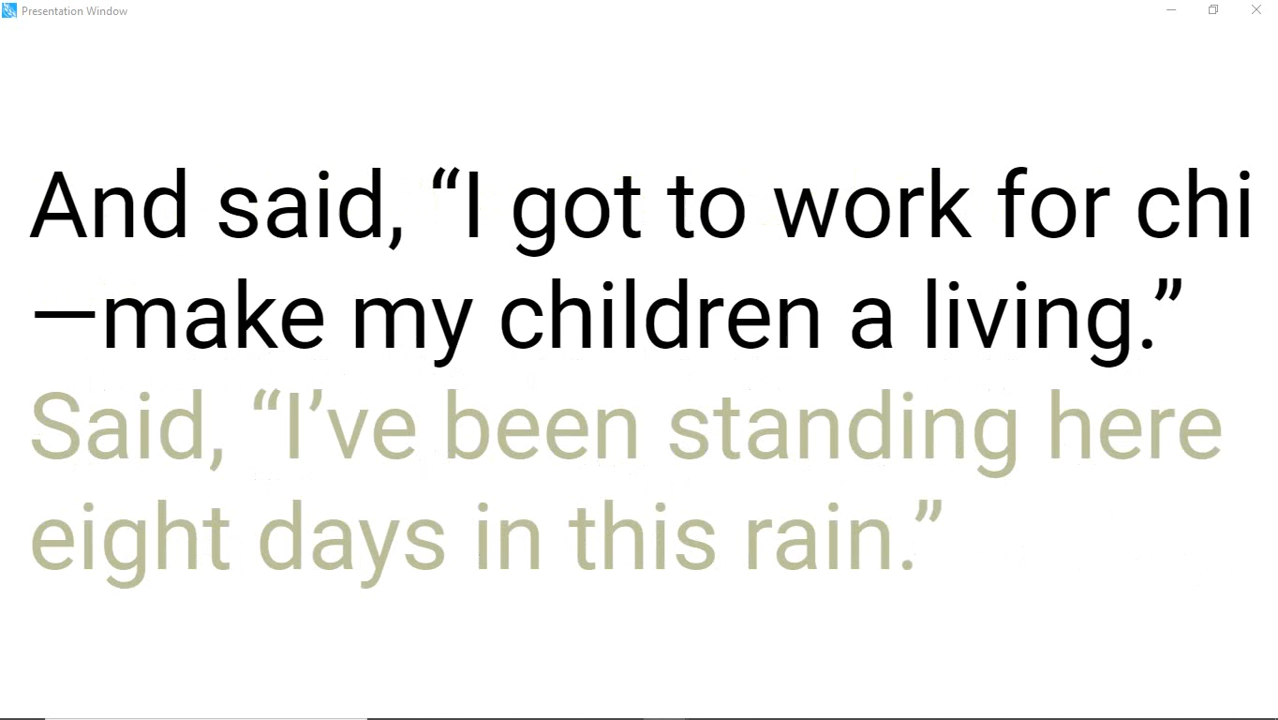 Presentation Window
And said, “I got to work for chi
—make my children a living.”
Said, “I’ve been standing here
eight days in this rain.”